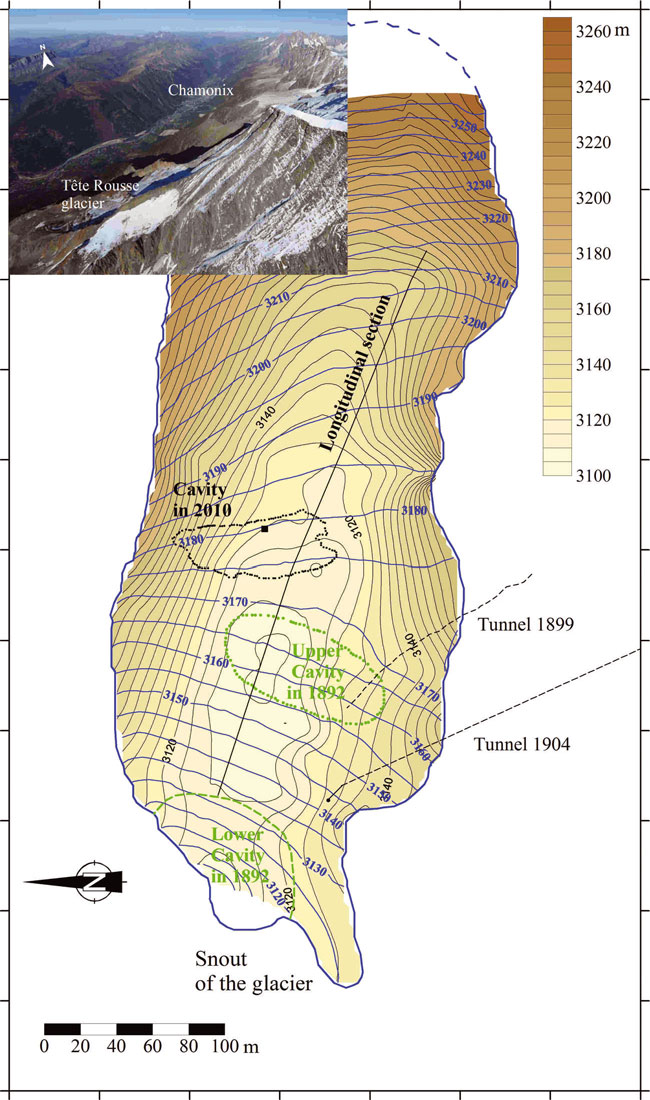 N
Chamonix
Tête Rousse
glacier
3260 m
3240
3220
3200
3180
3160
3140
3120
3100
3250
3240
3230
3220
3210
3210
3200
3200
3190
3190
3140
Longitudinal section
Cavity
in 2010
3180
3180
3120
3170
3160
3150
Upper
Cavity
in 1892
3140
3170
3160
3150
3140
3140
3130
3120
3120
3120
Tunnel 1899
Tunnel 1904
Lower
Cavity
in 1892
N
Snout
of the glacier
0 20 40 60 80 100 m